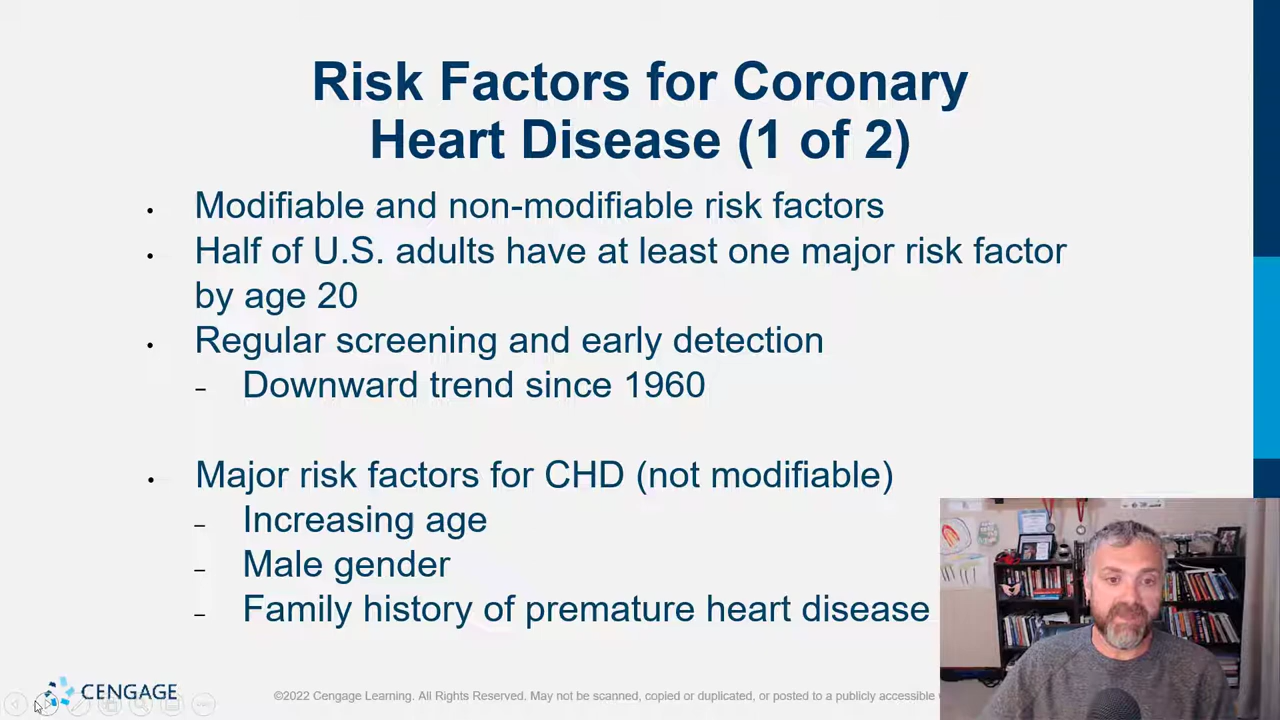 Risk Factors for Coronary
Heart Disease (1 of 2)
• Modifiable and non-modifiable risk factors
• Half of U.S. adults have at least one major risk factor
by age 20
• Regular screening and early detection
– Downward trend since 1960
• Major risk factors for CHD (not modifiable)
– Increasing age
– Male gender
– Family history of premature heart disease
CENGAGE
©2022 Cengage Learning. All Rights Reserved. May not be scanned, copied or duplicated, or posted to a publicly accessible